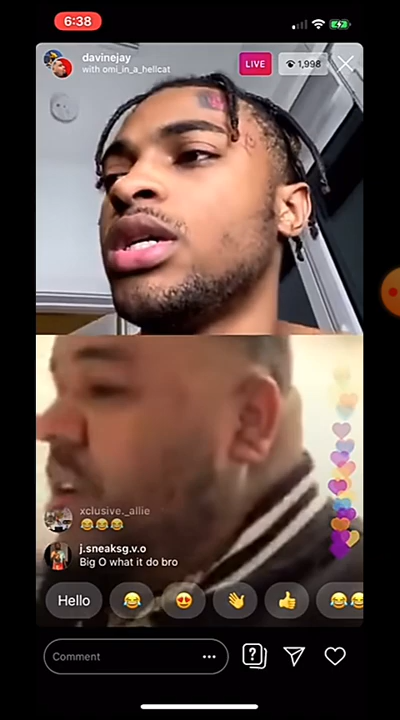 6:38
davinejay
with omi_in_a_hellcat
LIVE
1,998
xclusive._allie
😂😂😂
j.sneaksg.v.o
Big O what it do bro
Hello
Comment